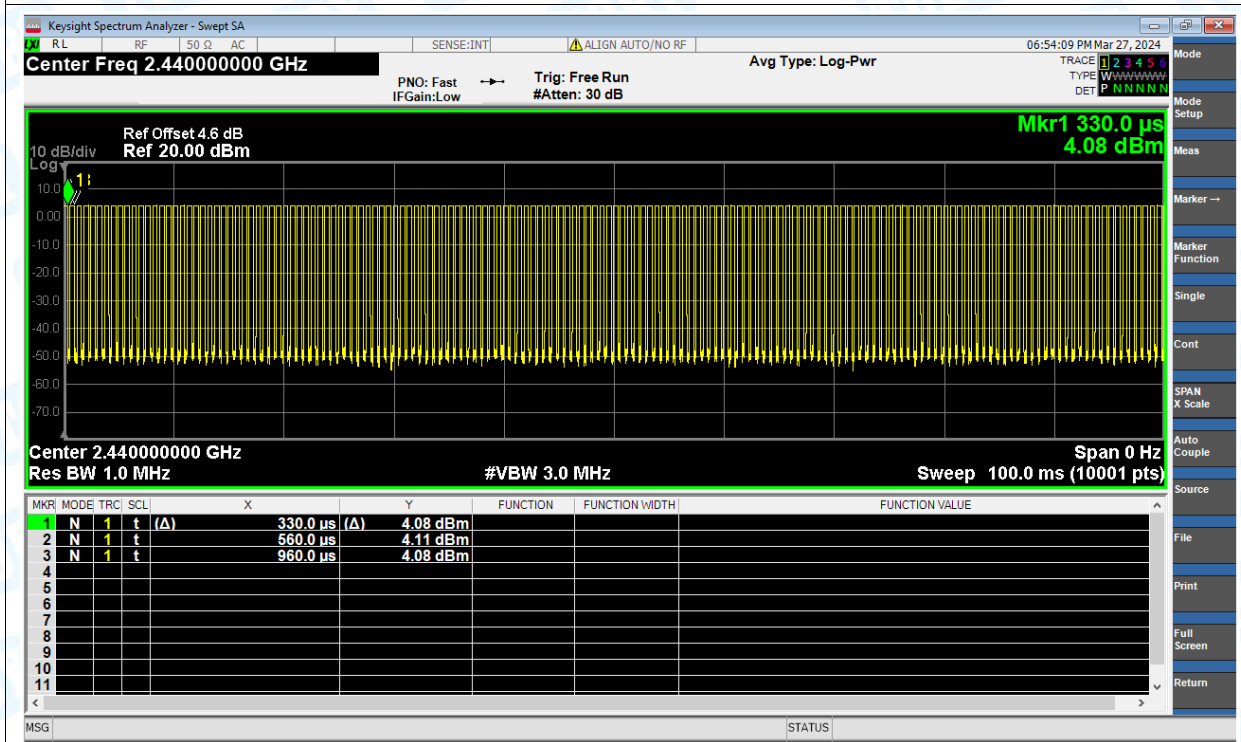 Keysight Spectrum Analyzer - Swept SA
LXI RL RF 50 Ω AC SENSE:INT ALIGN AUTO/NO RF 06:54:09 PM Mar 27, 2024
Center Freq 2.440000000 GHz Avg Type: Log-Pwr TRACE 1 2 3 4 5 6
PNO: Fast Trig: Free Run TYPE WWWWWW
IFGain:Low #Atten: 30 dB DET P N N N N N
Mkr1 330.0 µs
4.08 dBm
Ref Offset 4.6 dB
10 dB/div Ref 20.00 dBm
Log
1
10.0
0.00
-10.0
-20.0
-30.0
-40.0
-50.0
-60.0
-70.0
Center 2.440000000 GHz Span 0 Hz
Res BW 1.0 MHz #VBW 3.0 MHz Sweep 100.0 ms (10001 pts)
MKR MODE TRC SCL X Y FUNCTION FUNCTION WIDTH FUNCTION VALUE
1 N 1 t (Δ) 330.0 µs (Δ) 4.08 dBm
2 N 1 t 560.0 µs 4.11 dBm
3 N 1 t 960.0 µs 4.08 dBm
4
5
6
7
8
9
10
11
MSG STATUS
Mode
Mode
Setup
Meas
Marker →
Marker
Function
Single
Cont
SPAN
X Scale
Auto
Couple
Source
File
Print
Full
Screen
Return